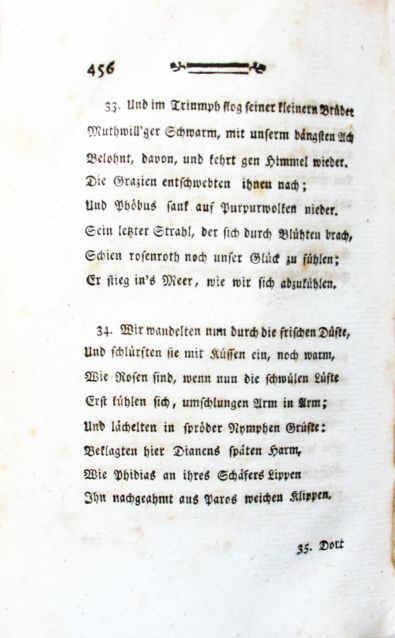 456
33. Und im Triumph flog seiner kleinern Brüder
Muthwill'ger Schwarm, mit unserm bängsten Ach
Belohnt, davon, und kehrt gen Himmel wieder.
Die Grazien entschwebten ihnen nach;
Und Phöbus sank auf Purpurwolken nieder.
Sein letzter Strahl, der sich durch Blühten brach,
Schien rosenroth noch unser Glück zu fühlen;
Er stieg in's Meer, wie wir sich abzukühlen.
34. Wir wandelten nun durch die frischen Düfte,
Und schlürften sie mit Küssen ein, noch warm,
Wie Rosen sind, wenn nun die schwülen Lüfte
Erst kühlen sich, umschlungen Arm in Arm;
Und lächelten in spröder Nymphen Grüfte:
Beklagten hier Dianens späten Harm,
Wie Phidias an ihres Schäfers Lippen
Ihn nachgeahmt aus Paros weichen Klippen.
35. Dort